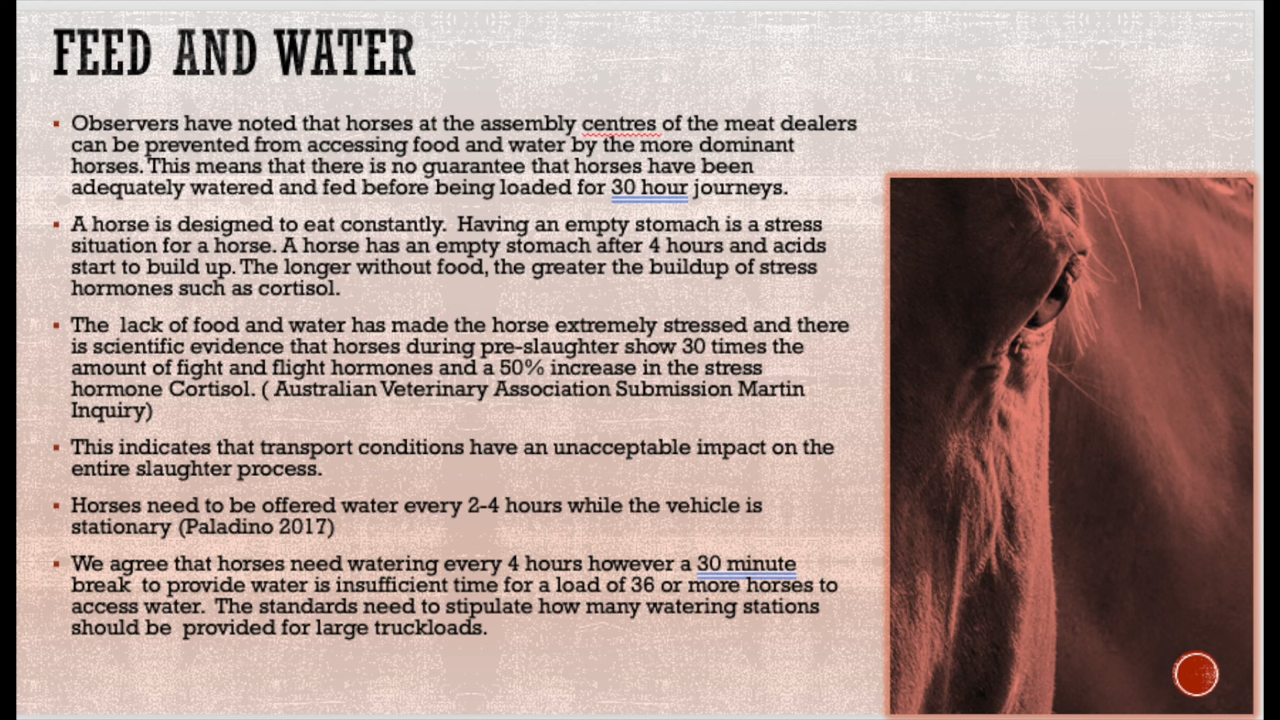 FEED AND WATER
▪ Observers have noted that horses at the assembly centres of the meat dealers
can be prevented from accessing food and water by the more dominant
horses. This means that there is no guarantee that horses have been
adequately watered and fed before being loaded for 30 hour journeys.
▪ A horse is designed to eat constantly.  Having an empty stomach is a stress
situation for a horse. A horse has an empty stomach after 4 hours and acids
start to build up. The longer without food, the greater the buildup of stress
hormones such as cortisol.
▪ The  lack of food and water has made the horse extremely stressed and there
is scientific evidence that horses during pre-slaughter show 30 times the
amount of fight and flight hormones and a 50% increase in the stress
hormone Cortisol. ( Australian Veterinary Association Submission Martin
Inquiry)
▪ This indicates that transport conditions have an unacceptable impact on the
entire slaughter process.
▪ Horses need to be offered water every 2-4 hours while the vehicle is
stationary (Paladino 2017)
▪ We agree that horses need watering every 4 hours however a 30 minute
break  to provide water is insufficient time for a load of 36 or more horses to
access water.  The standards need to stipulate how many watering stations
should be  provided for large truckloads.